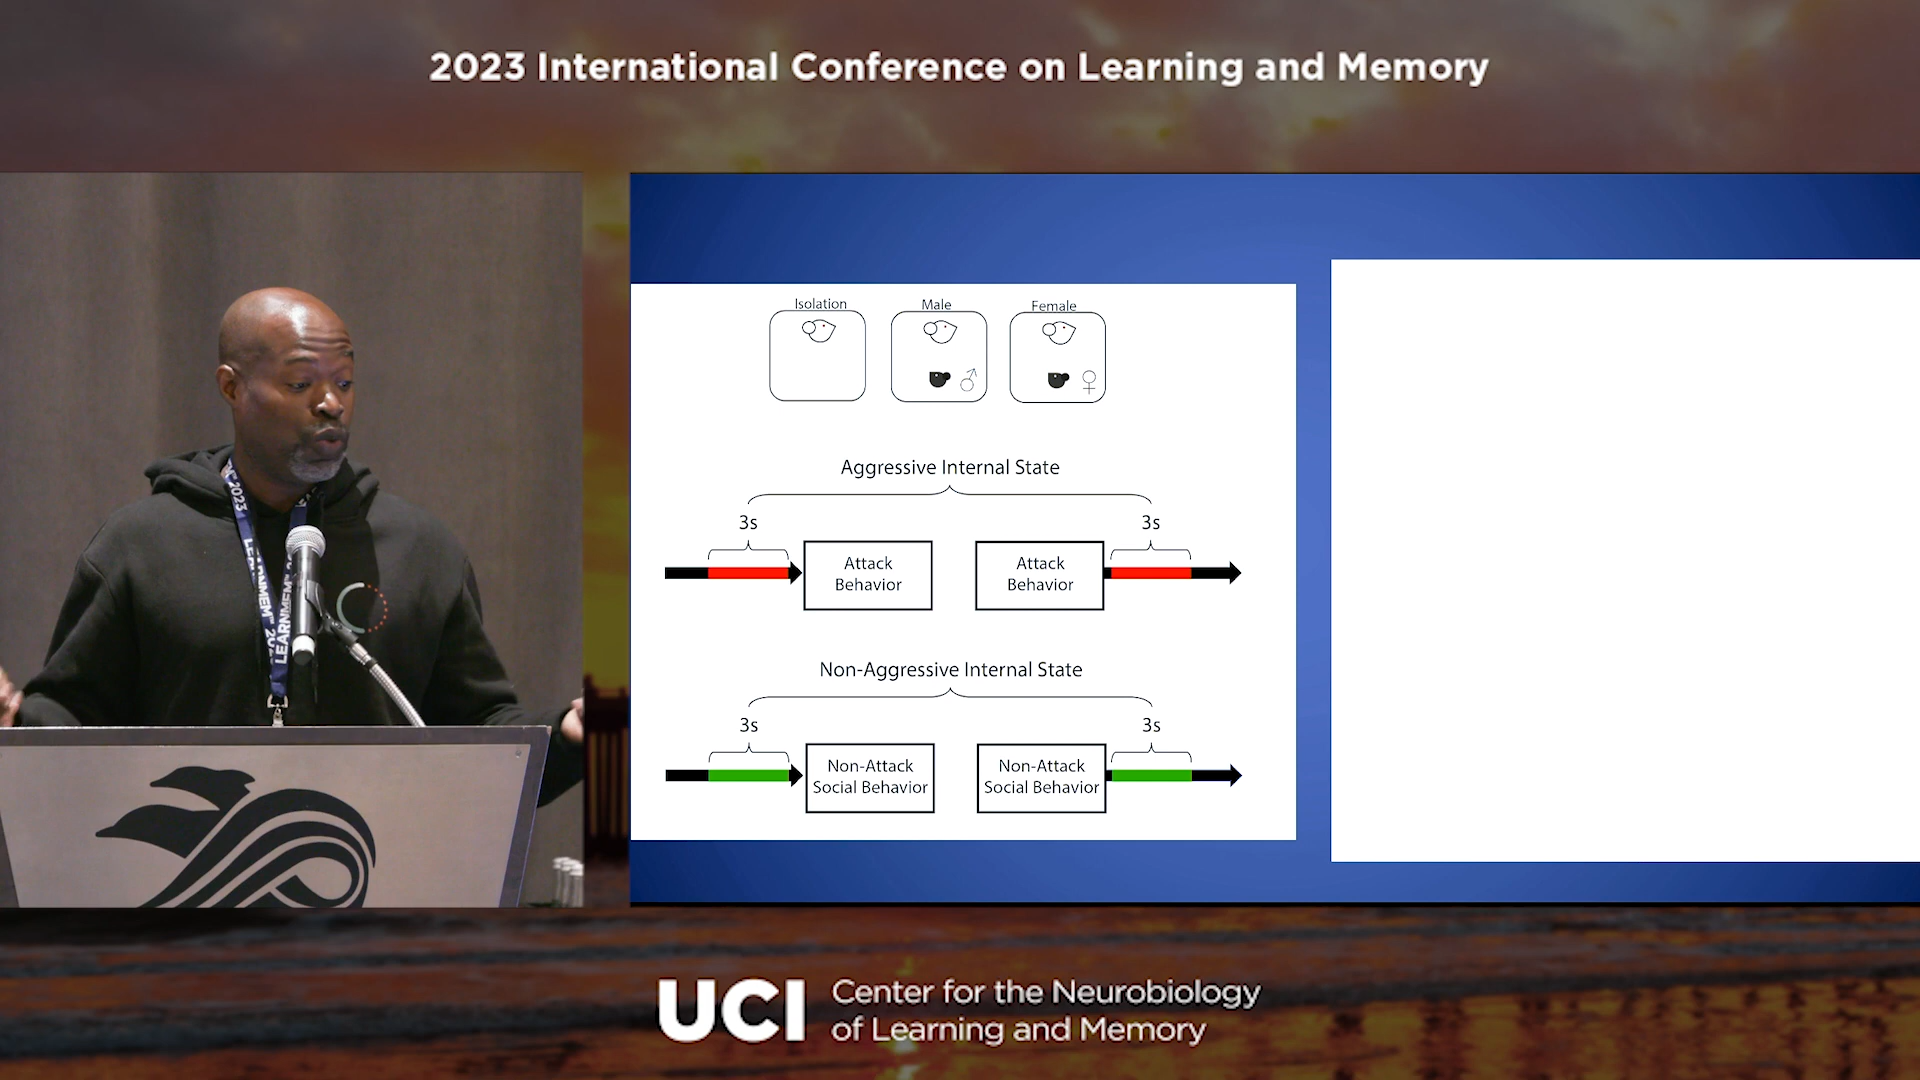 2023 International Conference on Learning and Memory
Isolation
Male
Female
Aggressive Internal State
3s
3s
Attack
Behavior
Attack
Behavior
Non-Aggressive Internal State
3s
3s
Non-Attack
Social Behavior
Non-Attack
Social Behavior
2023
LEARNMEM
UCI
Center for the Neurobiology
of Learning and Memory